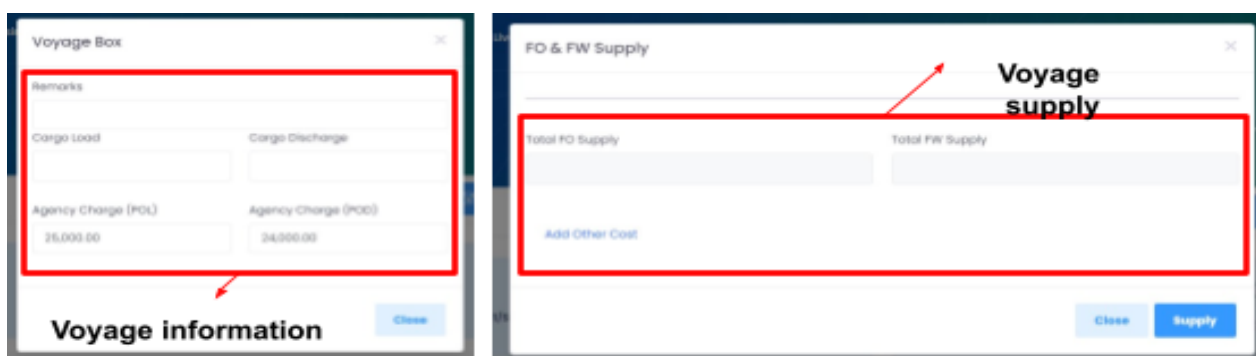 Voyage Box
Remarks
Cargo Load Cargo Discharge
Agency Charge (POL) Agency Charge (POD)
25,000.00 24,000.00
Close
Voyage information
FO & FW Supply
Voyage
supply
Total FO Supply Total FW Supply
Add Other Cost
Close Supply